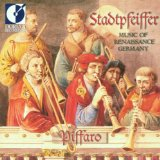 Stadtpfeiffer
MUSIC OF
RENAISSANCE
GERMANY
Piffaro